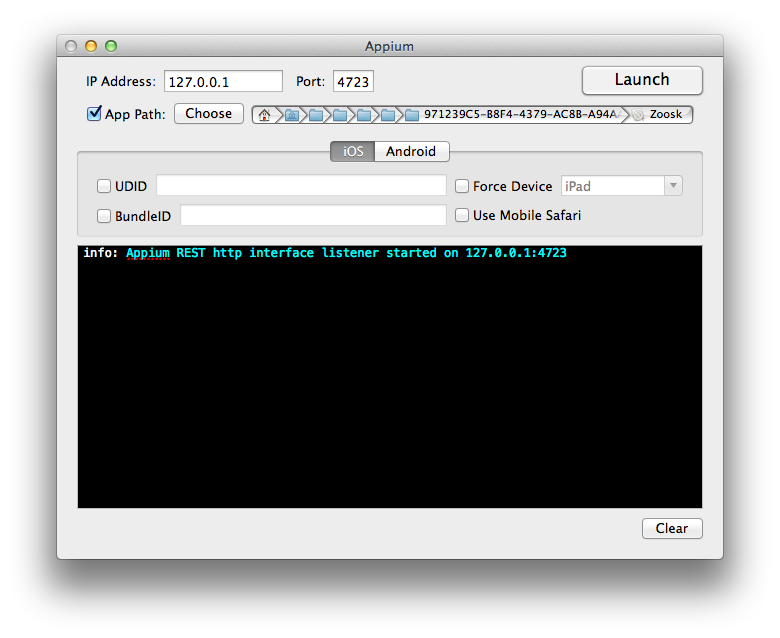 Appium
IP Address: 127.0.0.1 Port: 4723 Launch
App Path: Choose 971239C5-B8F4-4379-AC8B-A94A Zoosk
iOS Android
UDID Force Device iPad
BundleID Use Mobile Safari
info: Appium REST http interface listener started on 127.0.0.1:4723
Clear